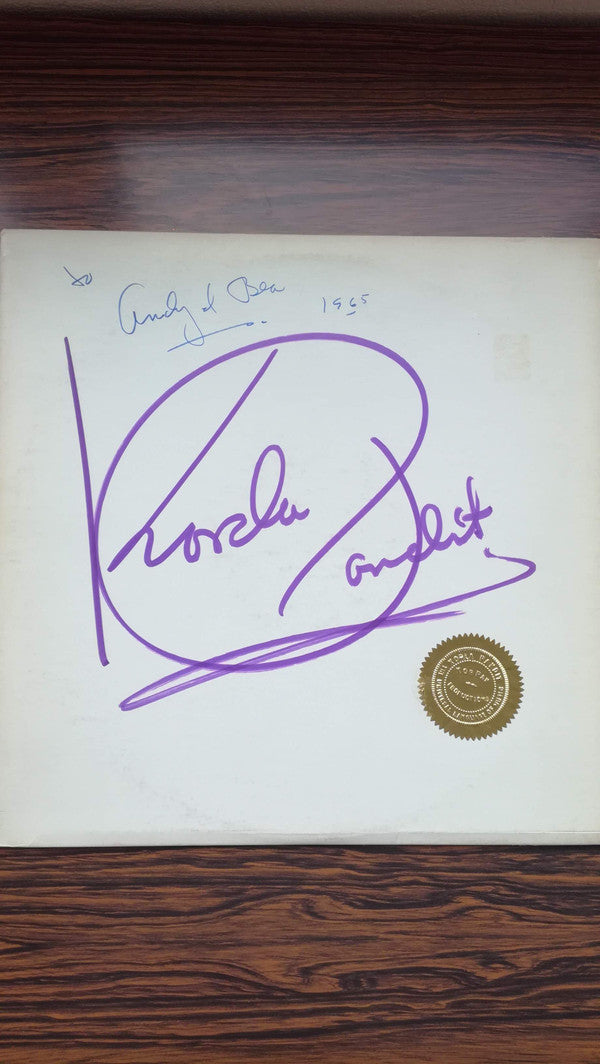 to
Andy & Bea 1965
Korla Pandit